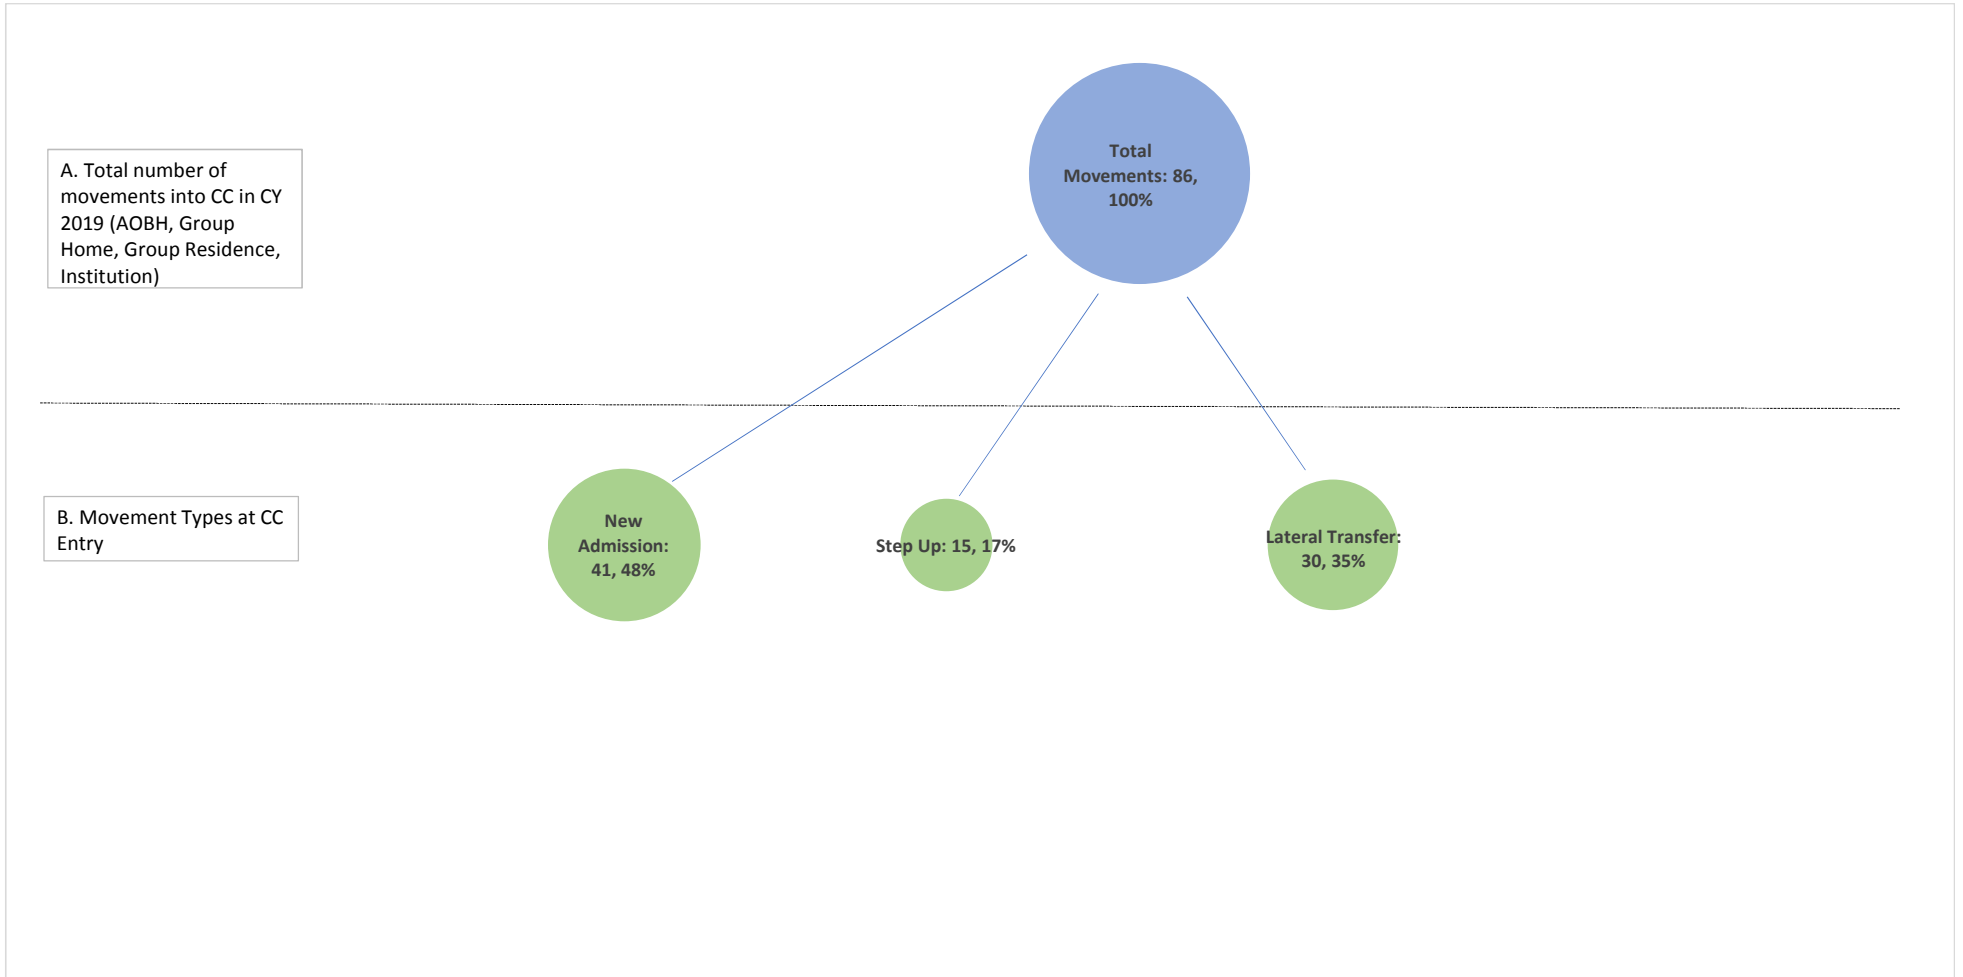 Total
Movements: 86,
100%
A. Total number of
movements into CC in CY
2019 (AOBH, Group
Home, Group Residence,
Institution)
B. Movement Types at CC
Entry
New
Admission:
41, 48%
Step Up: 15, 17%
Lateral Transfer:
30, 35%